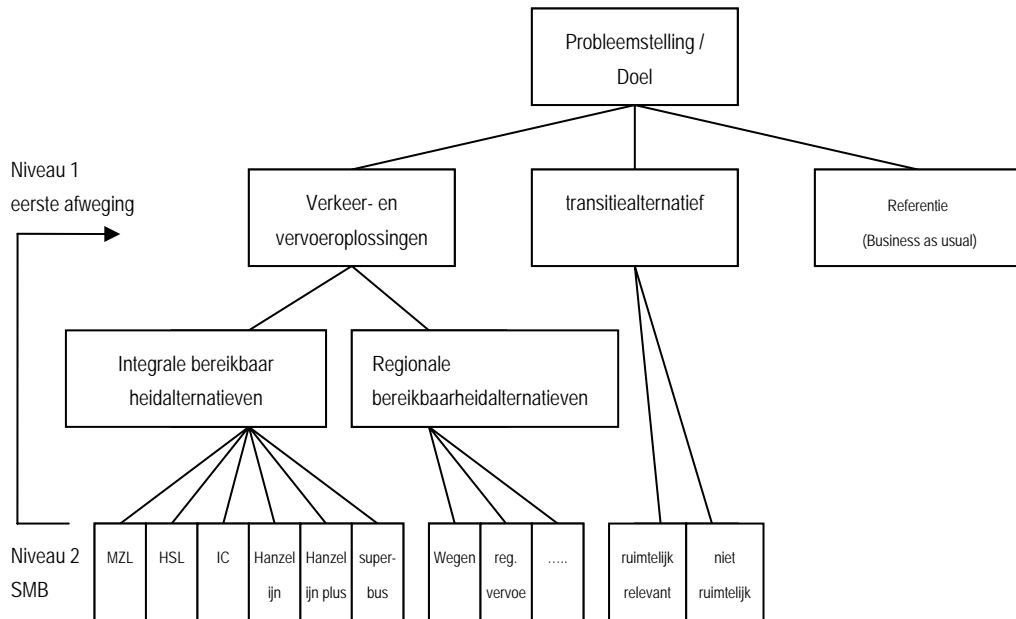 Probleemstelling /
Doel
Niveau 1
eerste afweging
Verkeer- en
vervoeroplossingen
transitiealternatief
Referentie
(Business as usual)
Integrale bereikbaar
heidalternatieven
Regionale
bereikbaarheidalternatieven
Niveau 2
SMB
MZL
HSL
IC
Hanzel
ijn
Hanzel
ijn plus
super-
bus
Wegen
reg.
vervoe
.....
ruimtelijk
relevant
niet
ruimtelijk